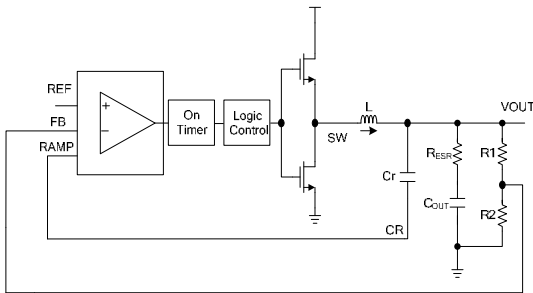 REF
FB
RAMP
+
−
On
Timer
Logic
Control
SW
L
VOUT
Cr
CR
RESR
COUT
R1
R2